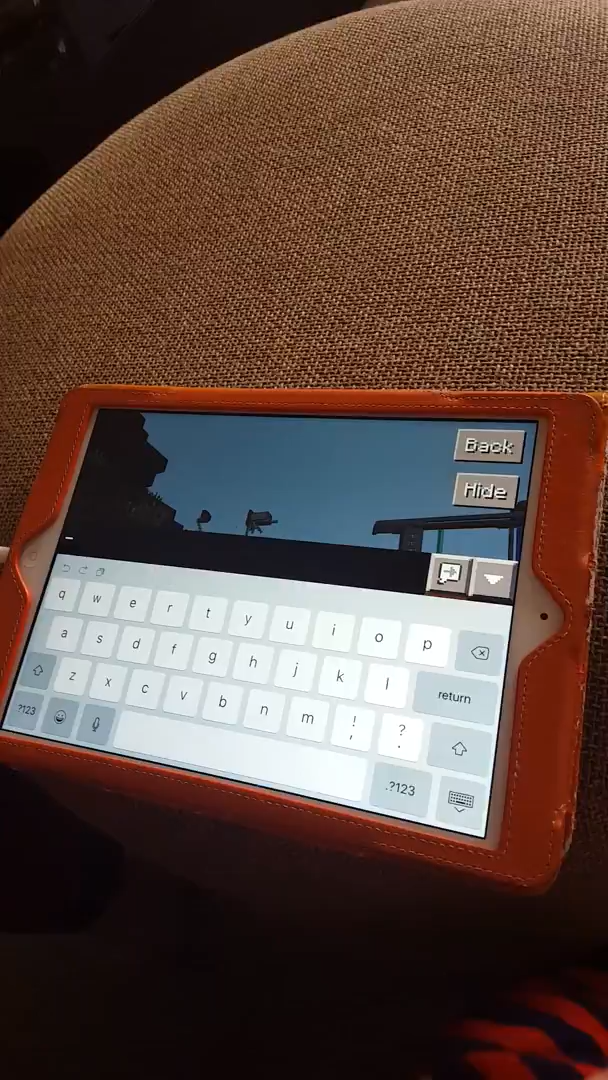 Back
Hide
q w e r t y u i o p
a s d f g h j k l return
z x c v b n m ! , ? .
.?123 .?123